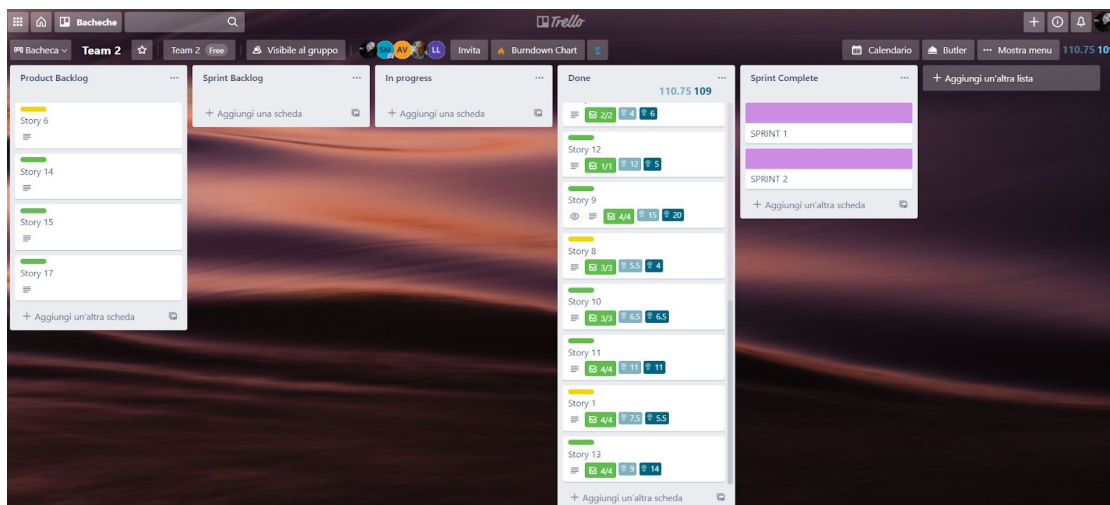 Bacheche
Trello
Bacheca
Team 2
Team 2 Free
Visibile al gruppo
SM
AV
LL
Invita
Burndown Chart
Calendario
Butler
... Mostra menu
110.75
Product Backlog
...
Story 6
Story 14
Story 15
Story 17
+ Aggiungi un'altra scheda
Sprint Backlog
...
+ Aggiungi una scheda
In progress
...
+ Aggiungi una scheda
Done
...
110.75 109
2/2 4 6
Story 12
1/1 12 5
Story 9
4/4 15 20
Story 8
3/3 5.5 4
Story 10
3/3 6.5 6.5
Story 11
4/4 11 11
Story 1
4/4 7.5 5.5
Story 13
4/4 9 14
+ Aggiungi un'altra scheda
Sprint Complete
...
SPRINT 1
SPRINT 2
+ Aggiungi un'altra scheda
+ Aggiungi un'altra lista